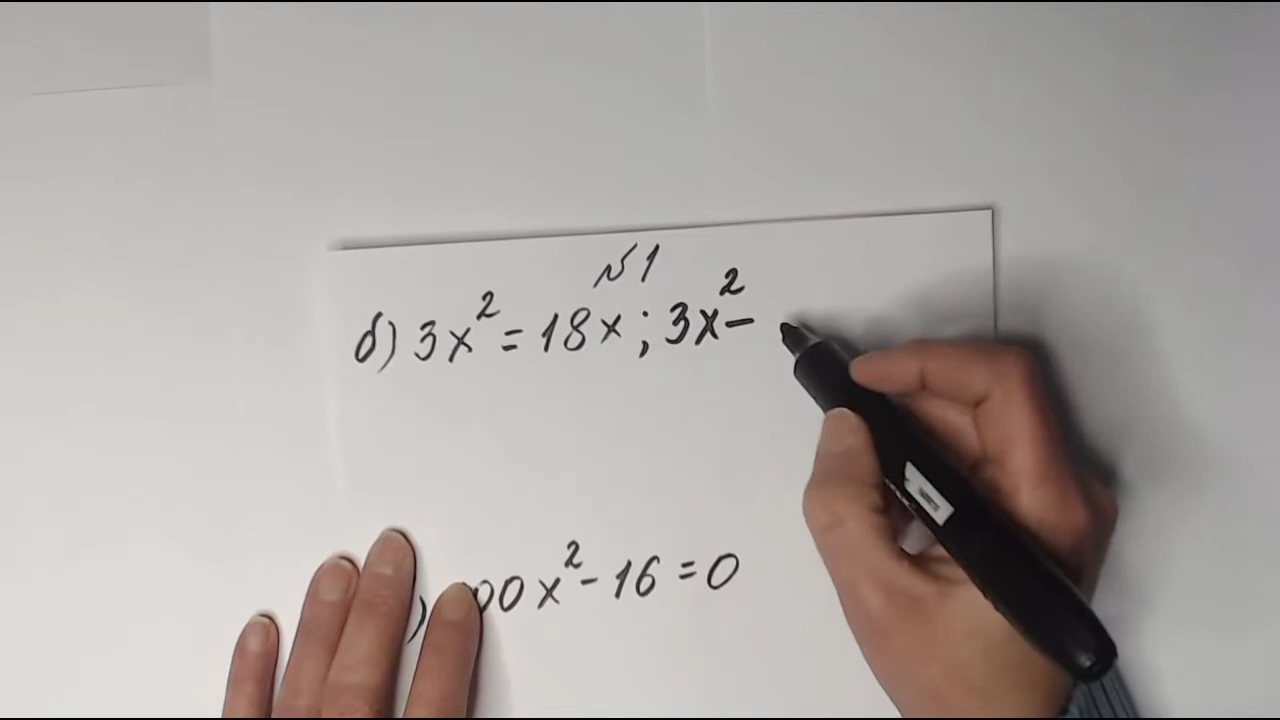 №1
б) 3x² = 18x ; 3x² −
) 00x² - 16 = 0